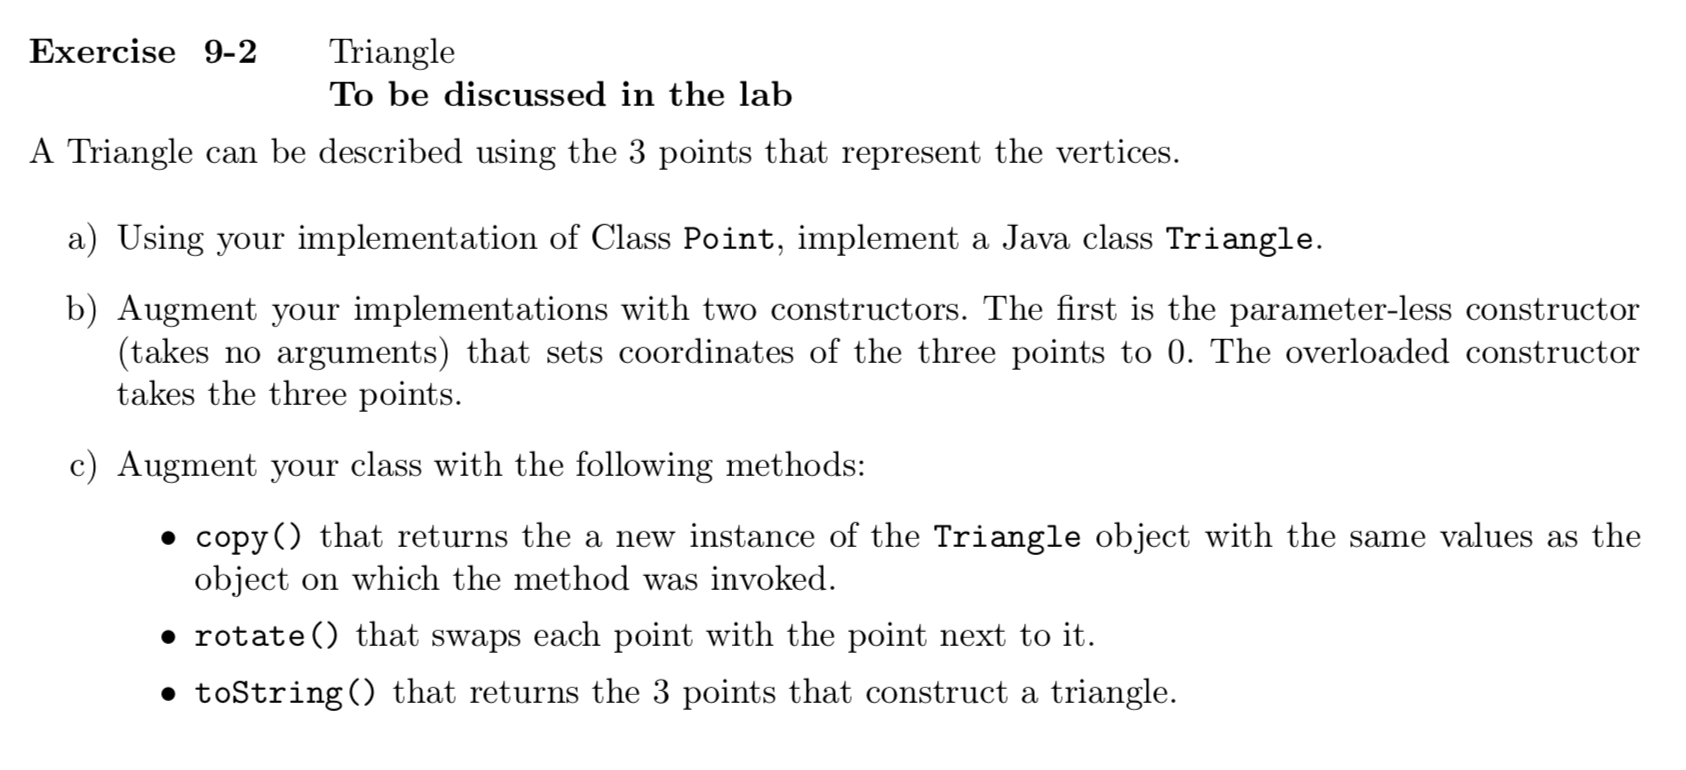 Exercise 9-2 Triangle
To be discussed in the lab
A Triangle can be described using the 3 points that represent the vertices.
a) Using your implementation of Class Point, implement a Java class Triangle.
b) Augment your implementations with two constructors. The first is the parameter-less constructor
(takes no arguments) that sets coordinates of the three points to 0. The overloaded constructor
takes the three points.
c) Augment your class with the following methods:
• copy() that returns the a new instance of the Triangle object with the same values as the
object on which the method was invoked.
• rotate() that swaps each point with the point next to it.
• toString() that returns the 3 points that construct a triangle.